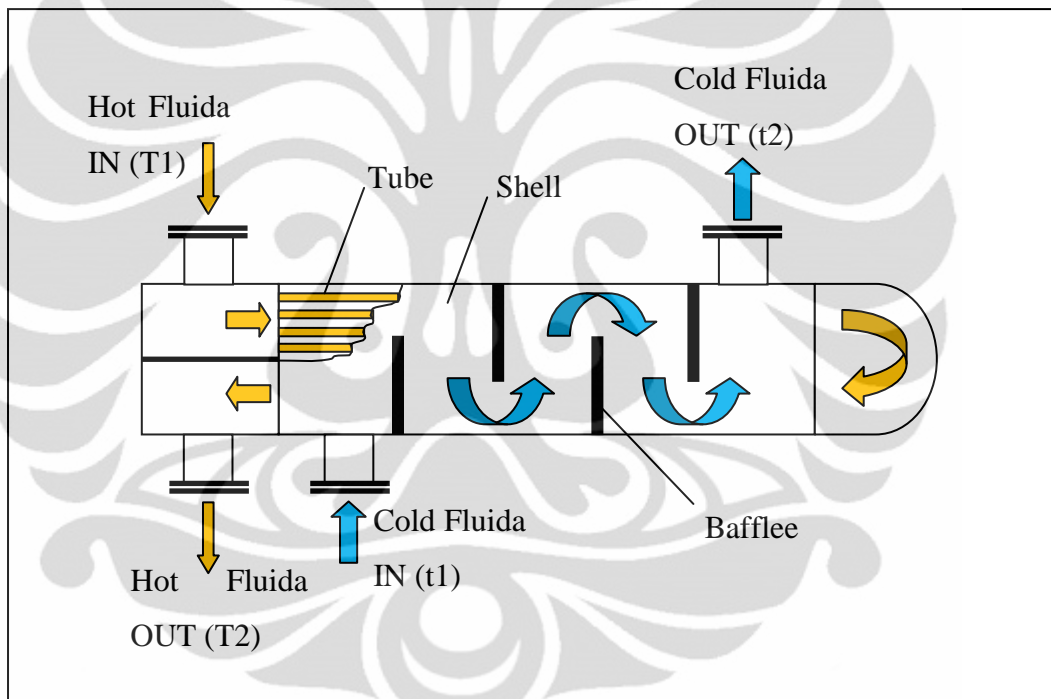 Hot Fluida
IN (T1)
Tube
Shell
Cold Fluida
OUT (t2)
Bafflee
Cold Fluida
IN (t1)
Hot Fluida
OUT (T2)